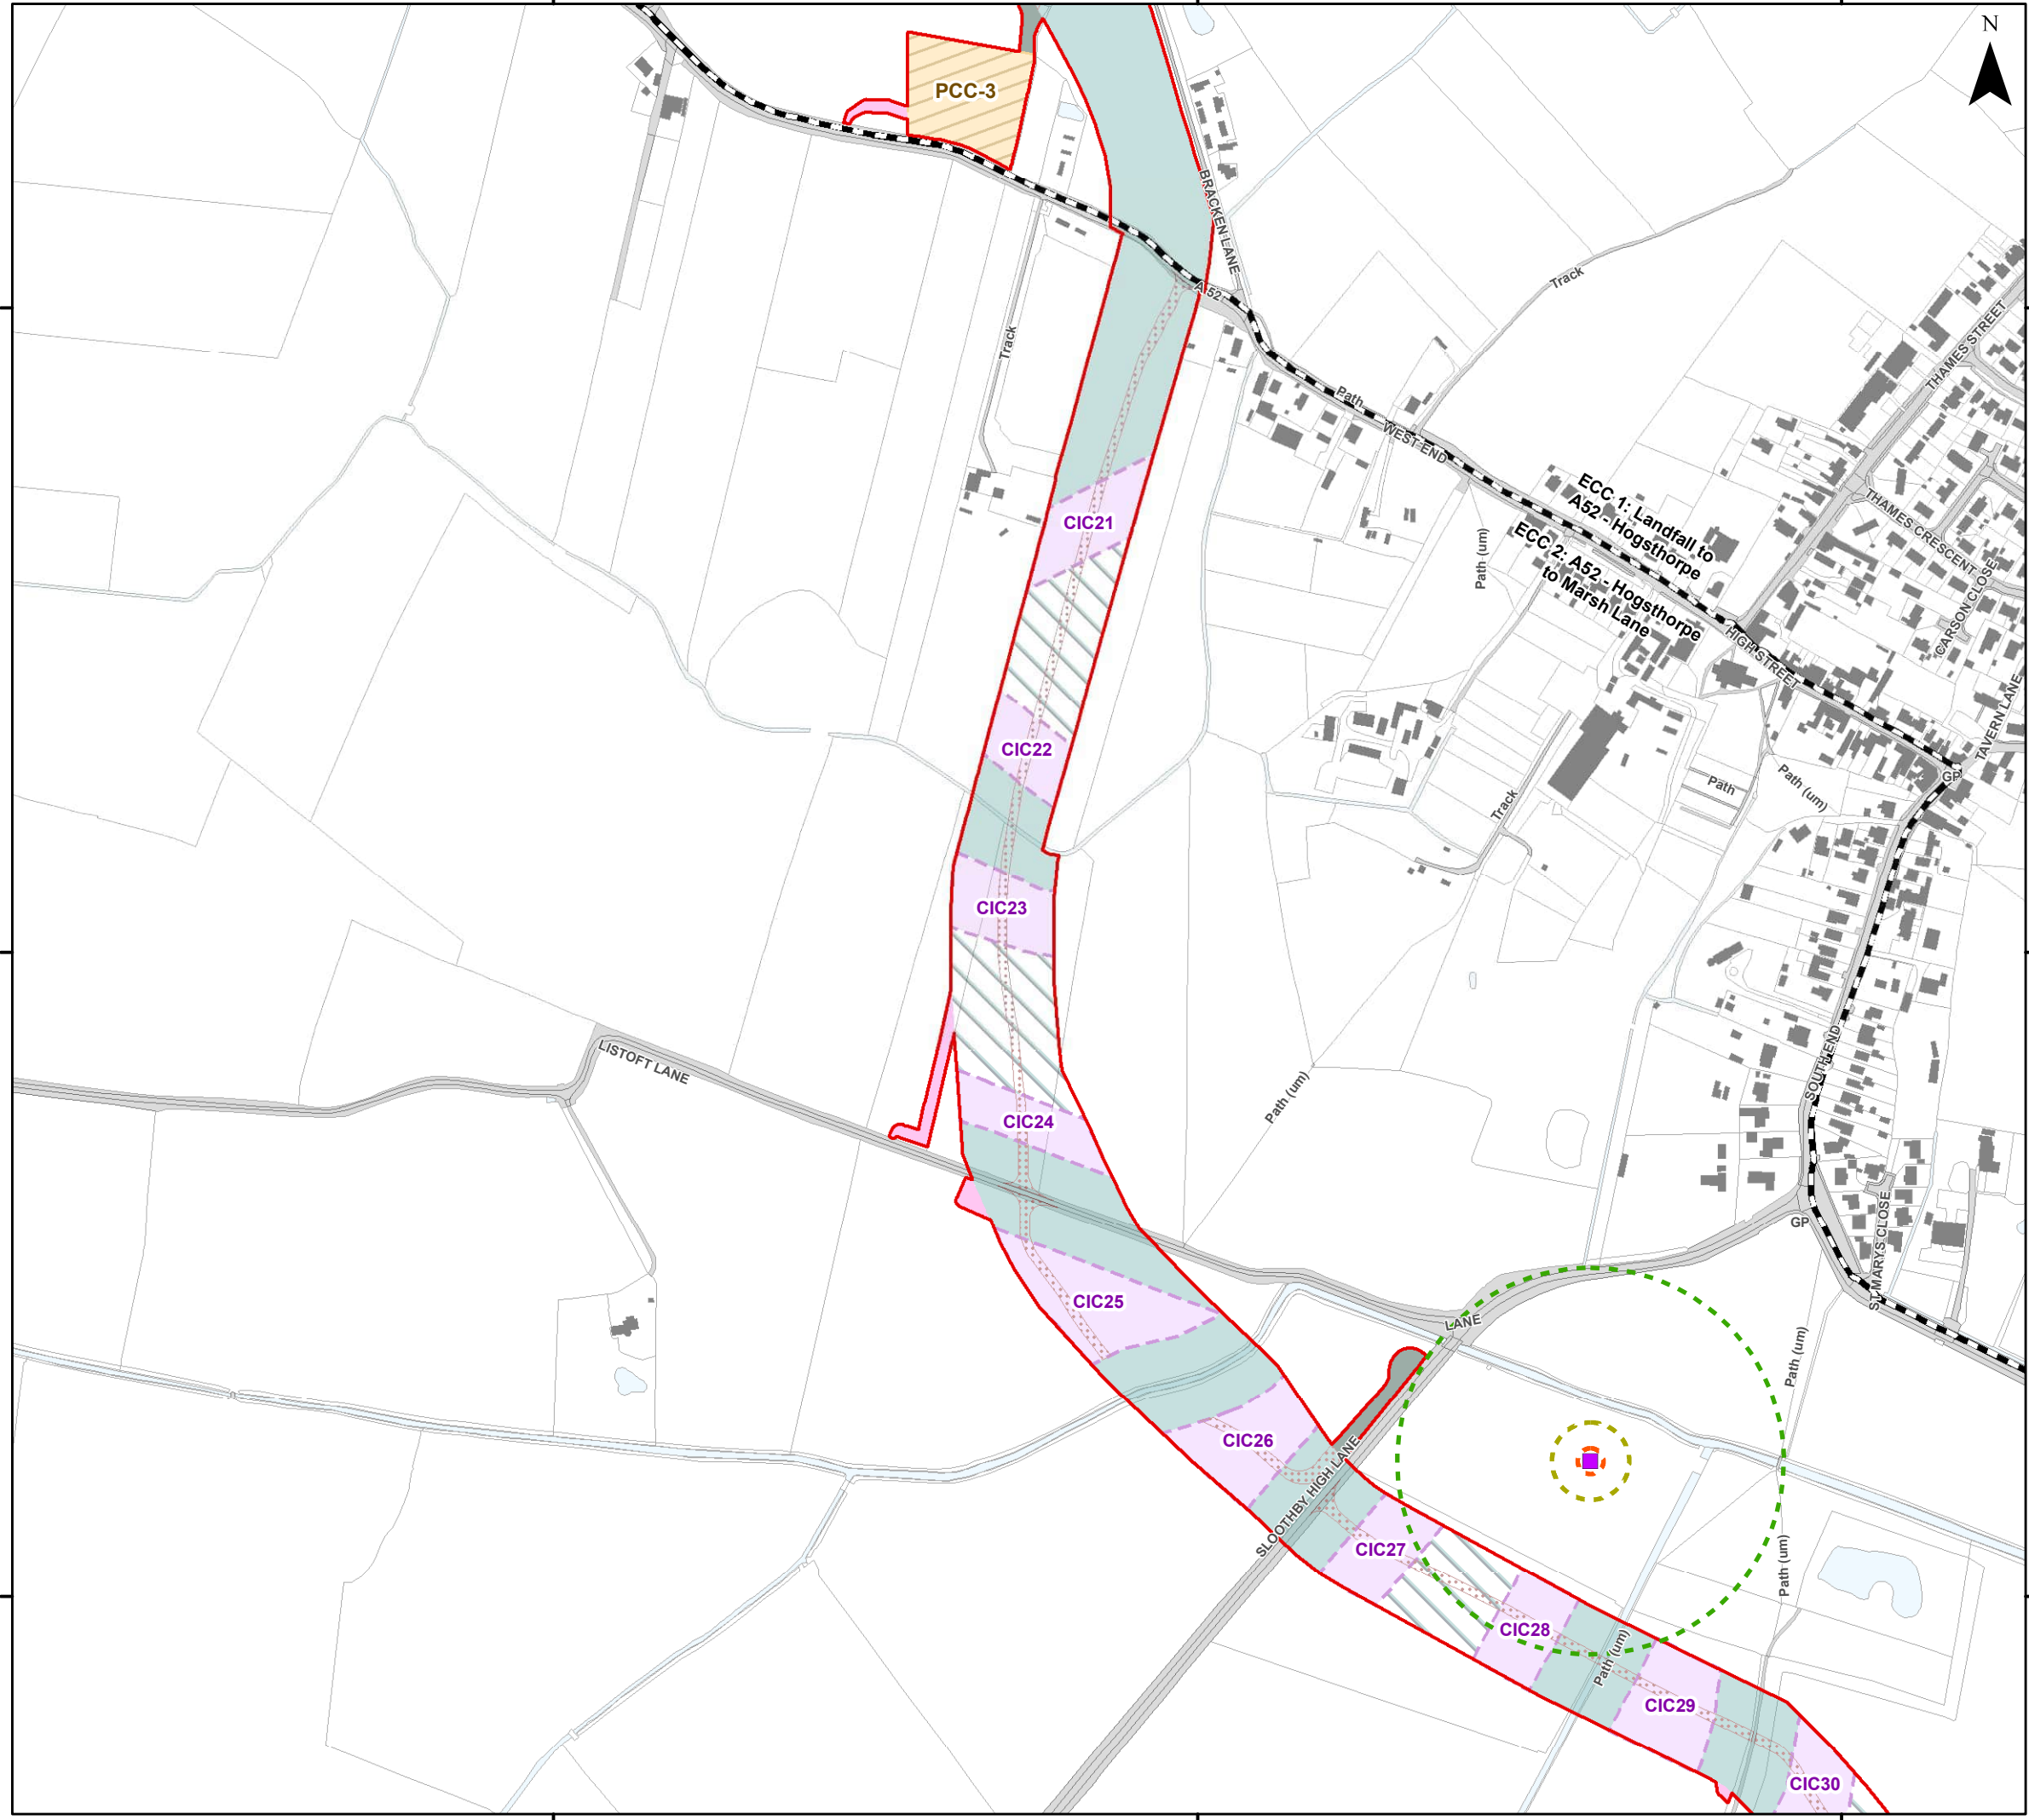 N
PCC-3
BRACKEN LANE
A 52
Track
Track
THAMES STREET
THAMES STREET
Path
WEST END
ECC 1: Landfall to
A52 - Hogsthorpe
ECC 2: A52 - Hogsthorpe
to Marsh Lane
THAMES CRESCENT
CARSON CLOSE
CIC21
Path (um)
HIGH STREET
TAVERN LANE
CIC22
GP
Path
Path (um)
Track
CIC23
LISTOFT LANE
SOUTH END
Path (um)
CIC24
GP
ST MARYS CLOSE
CIC25
LANE
Path (um)
CIC26
SLOOTHBY HIGH LANE
CIC27
Path (um)
CIC28
Path (um)
CIC29
CIC30